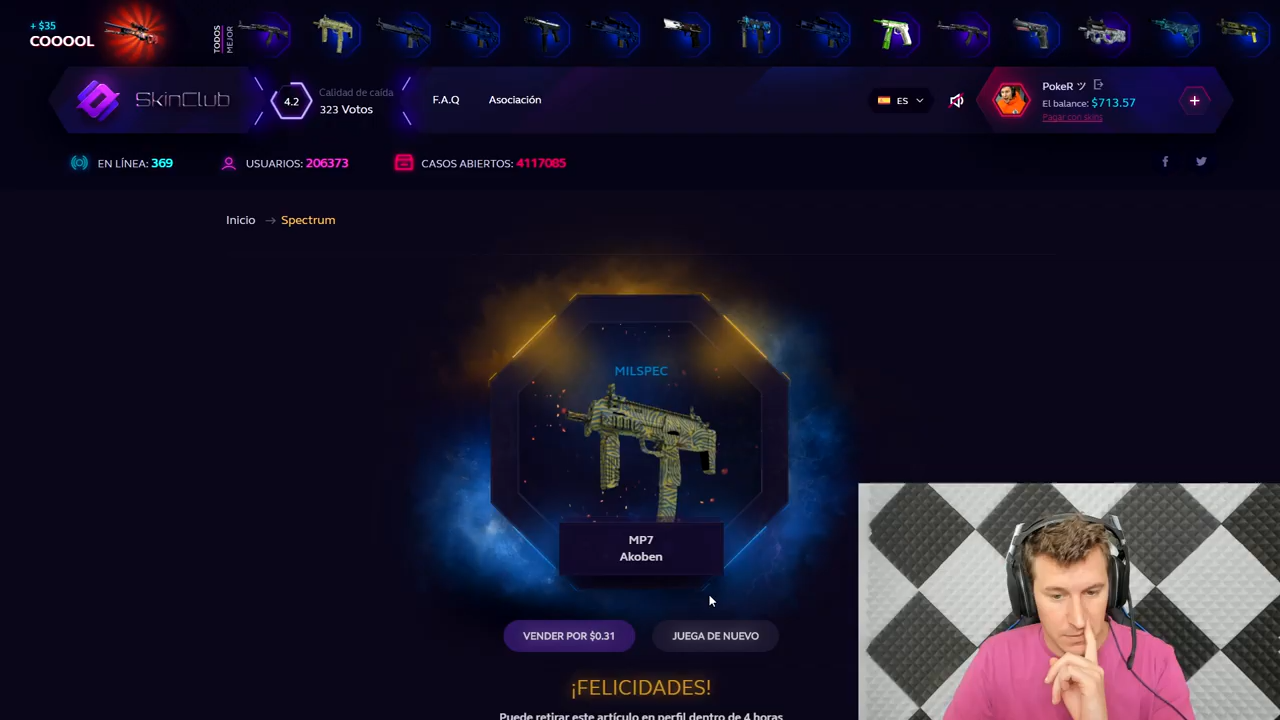 + $35
COOOOL
TODOS
MEJOR
SKINCLUB
4.2
Calidad de caída
323 Votos
F.A.Q
Asociación
ES
PokeR ツ
El balance: $713.57
Pagar con skins
+
EN LÍNEA: 369
USUARIOS: 206373
CASOS ABIERTOS: 4117085
Inicio → Spectrum
MILSPEC
MP7
Akoben
VENDER POR $0.31
JUEGA DE NUEVO
¡FELICIDADES!
Puede retirar este artículo en perfil dentro de 4 horas